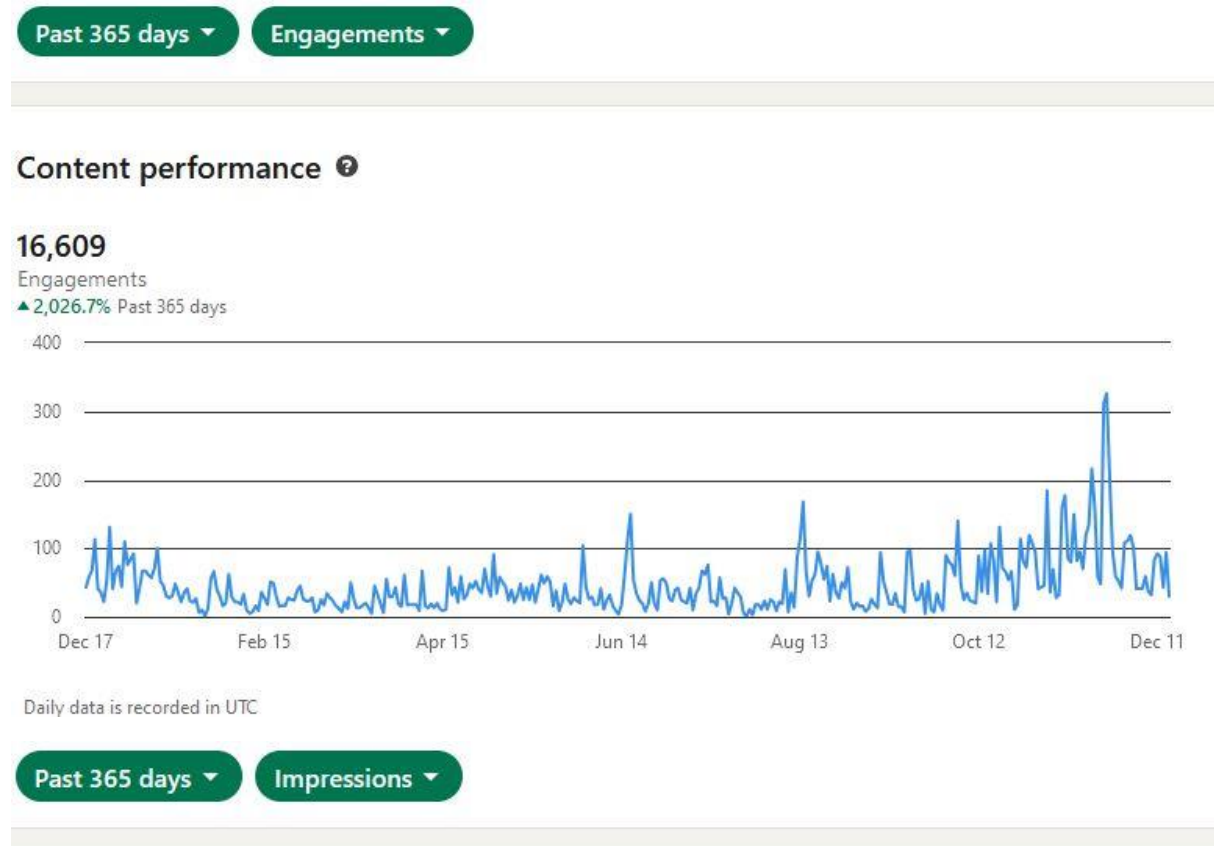 Past 365 days Engagements
Content performance
16,609
Engagements
▲2,026.7% Past 365 days
400
300
200
100
0
Dec 17 Feb 15 Apr 15 Jun 14 Aug 13 Oct 12 Dec 11
Daily data is recorded in UTC
Past 365 days Impressions